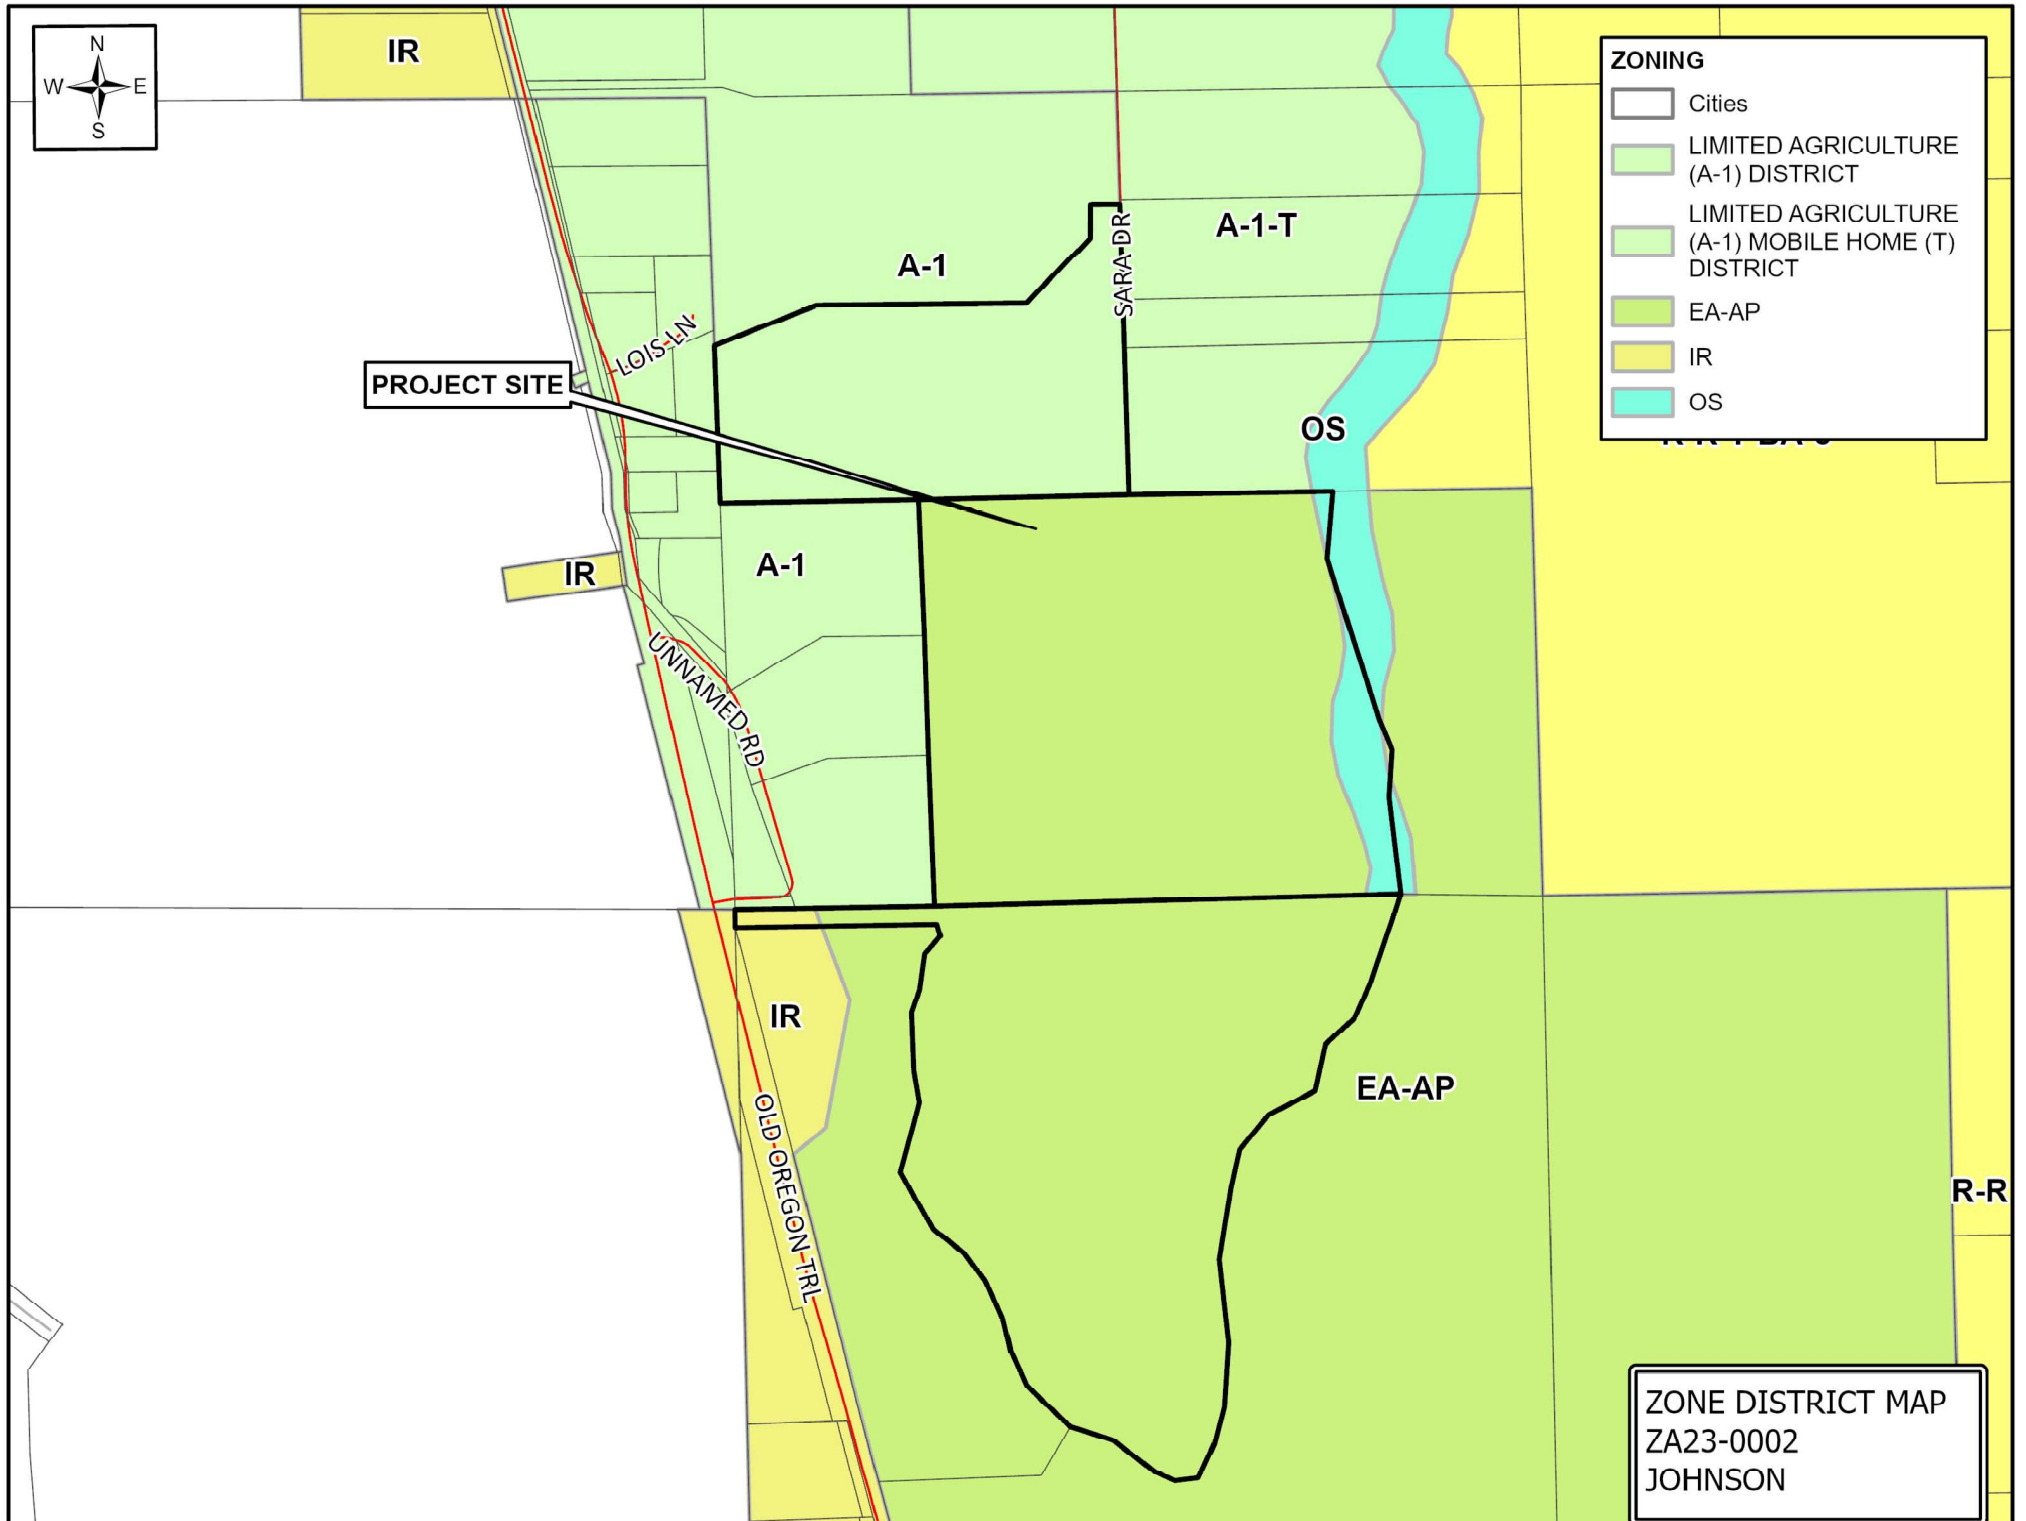 N
W E
S
IR
ZONING
Cities
LIMITED AGRICULTURE
(A-1) DISTRICT
LIMITED AGRICULTURE
(A-1) MOBILE HOME (T)
DISTRICT
EA-AP
IR
OS
A-1
A-1-T
SARA DR
LOIS LN
PROJECT SITE
OS
A-1
IR
UNNAMED RD
IR
EA-AP
OLD OREGON TRL
R-R
ZONE DISTRICT MAP
ZA23-0002
JOHNSON